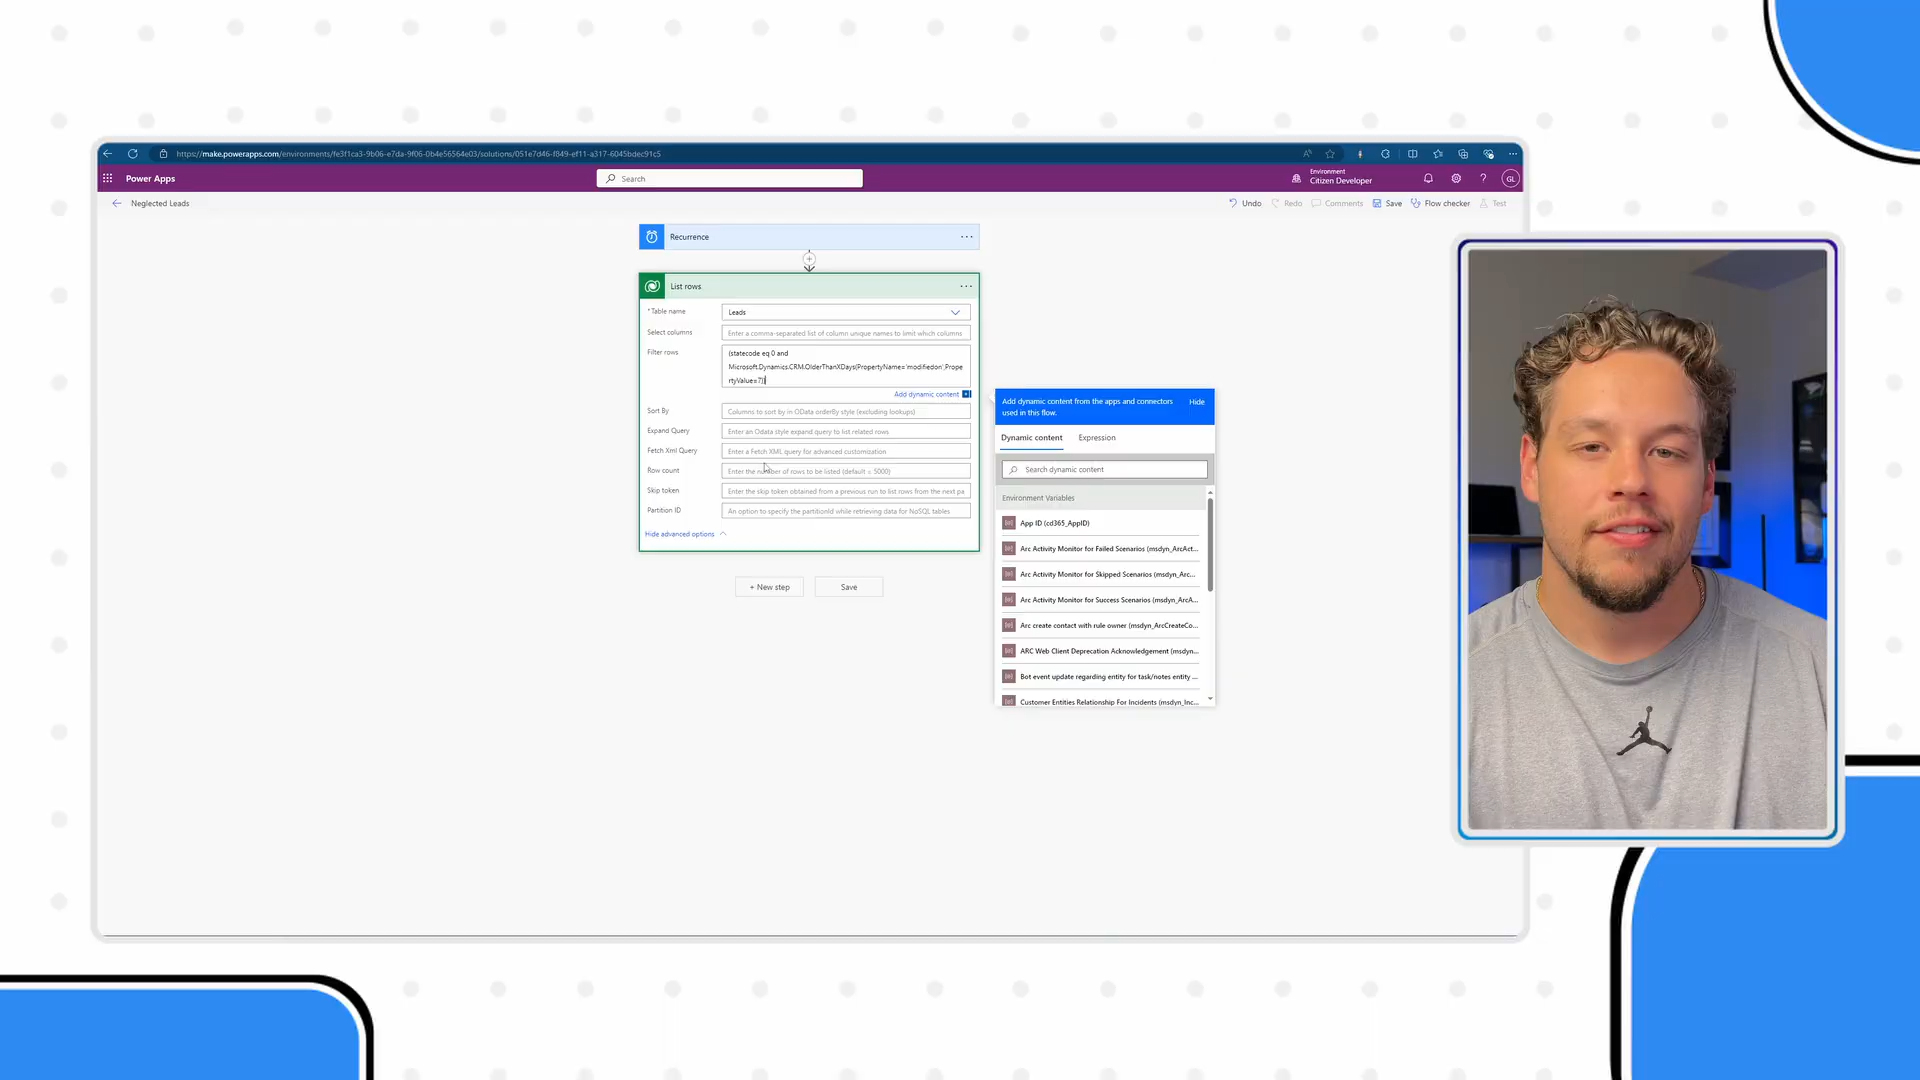 https://make.powerapps.com/environments/fe3f1ca3-9b06-e7da-9f06-0b4e56564e03/solutions/051e7d46-f849-ef11-a317-6045bdec91c5
Power Apps
Search
Environment
Citizen Developer
GL
Neglected Leads
Undo
Redo
Comments
Save
Flow checker
Test
Recurrence
List rows
* Table name
Leads
Select columns
Enter a comma-separated list of column unique names to limit which columns
Filter rows
(statecode eq 0 and
Microsoft.Dynamics.CRM.OlderThanXDays(PropertyName='modifiedon',Prope
rtyValue=7))
Add dynamic content
Sort By
Columns to sort by in OData orderBy style (excluding lookups)
Expand Query
Enter an Odata style expand query to list related rows
Fetch Xml Query
Enter a Fetch XML query for advanced customization
Row count
Enter the number of rows to be listed (default = 5000)
Skip token
Enter the skip token obtained from a previous run to list rows from the next pa
Partition ID
An option to specify the partitionId while retrieving data for NoSQL tables
Hide advanced options
+ New step
Save
Add dynamic content from the apps and connectors
used in this flow.
Hide
Dynamic content
Expression
Search dynamic content
Environment Variables
App ID (cd365_AppID)
Arc Activity Monitor for Failed Scenarios (msdyn_ArcAct...
Arc Activity Monitor for Skipped Scenarios (msdyn_Arc...
Arc Activity Monitor for Success Scenarios (msdyn_ArcA...
Arc create contact with rule owner (msdyn_ArcCreateCo...
ARC Web Client Deprecation Acknowledgement (msdyn...
Bot event update regarding entity for task/notes entity ...
Customer Entities Relationship For Incidents (msdyn_Inc...